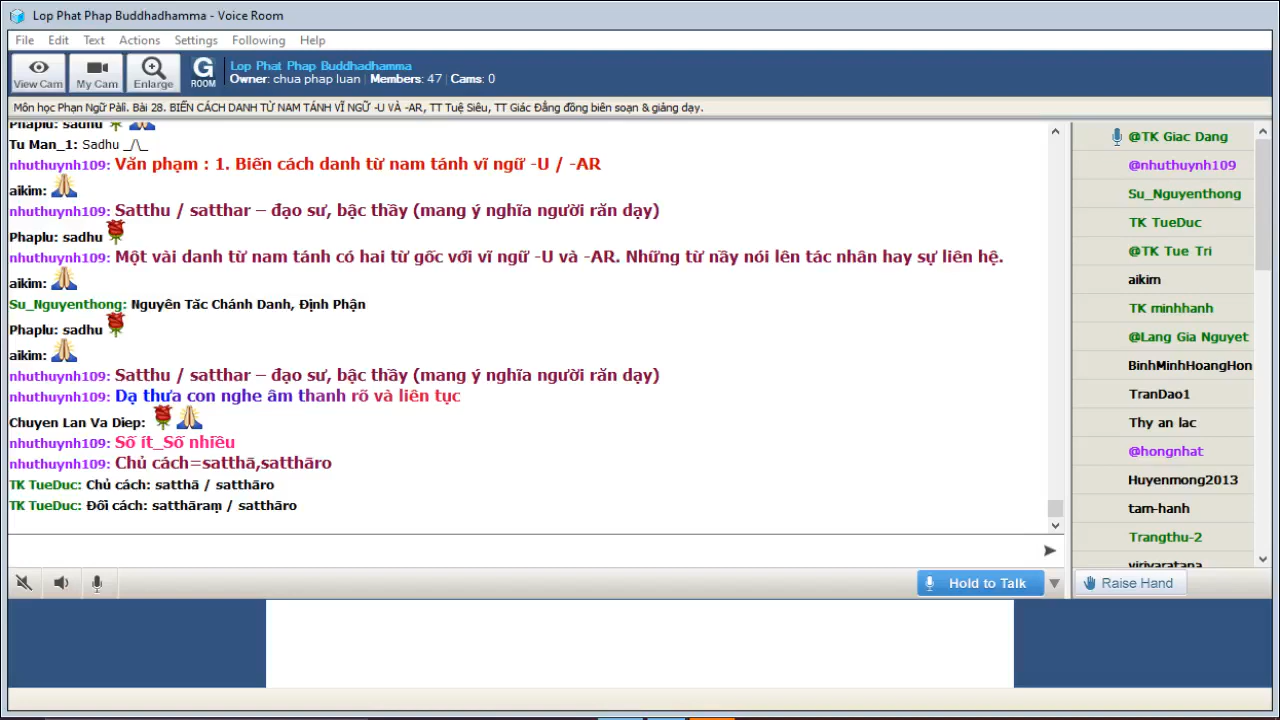 Lop Phat Phap Buddhadhamma - Voice Room
File Edit Text Actions Settings Following Help
View Cam My Cam Enlarge G ROOM
Lop Phat Phap Buddhadhamma
Owner: chua phap luan | Members: 47 | Cams: 0
Môn học Phạn Ngữ Pāli. Bài 28. BIẾN CÁCH DANH TỪ NAM TÁNH VĨ NGỮ -U VÀ -AR, TT Tuệ Siêu, TT Giác Đẳng đồng biên soạn & giảng dạy.
Phaplu: sadhu
Tu Man_1: Sadhu _/\_
nhuthuynh109: Văn phạm : 1. Biến cách danh từ nam tánh vĩ ngữ -U / -AR
aikim:
nhuthuynh109: Satthu / satthar – đạo sư, bậc thầy (mang ý nghĩa người răn dạy)
Phaplu: sadhu
nhuthuynh109: Một vài danh từ nam tánh có hai từ gốc với vĩ ngữ -U và -AR. Những từ nầy nói lên tác nhân hay sự liên hệ.
aikim:
Su_Nguyenthong: Nguyên Tắc Chánh Danh, Định Phận
Phaplu: sadhu
aikim:
nhuthuynh109: Satthu / satthar – đạo sư, bậc thầy (mang ý nghĩa người răn dạy)
nhuthuynh109: Dạ thưa con nghe âm thanh rõ và liên tục
Chuyen Lan Va Diep:
nhuthuynh109: Số ít_Số nhiều
nhuthuynh109: Chủ cách=satthā,satthāro
TK TueDuc: Chủ cách: satthā / satthāro
TK TueDuc: Đối cách: satthāraṃ / satthāro
@TK Giac Dang
@nhuthuynh109
Su_Nguyenthong
TK TueDuc
@TK Tue Tri
aikim
TK minhhanh
@Lang Gia Nguyet
BinhMinhHoangHon
TranDao1
Thy an lac
@hongnhat
Huyenmong2013
tam-hanh
Trangthu-2
viriyaratana
Hold to Talk
Raise Hand